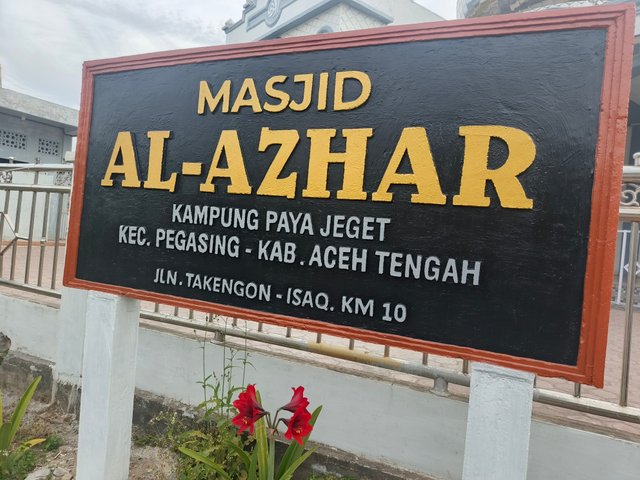 MASJID
AL-AZHAR
KAMPUNG PAYA JEGET
KEC. PEGASING - KAB. ACEH TENGAH
JLN. TAKENGON - ISAQ. KM 10